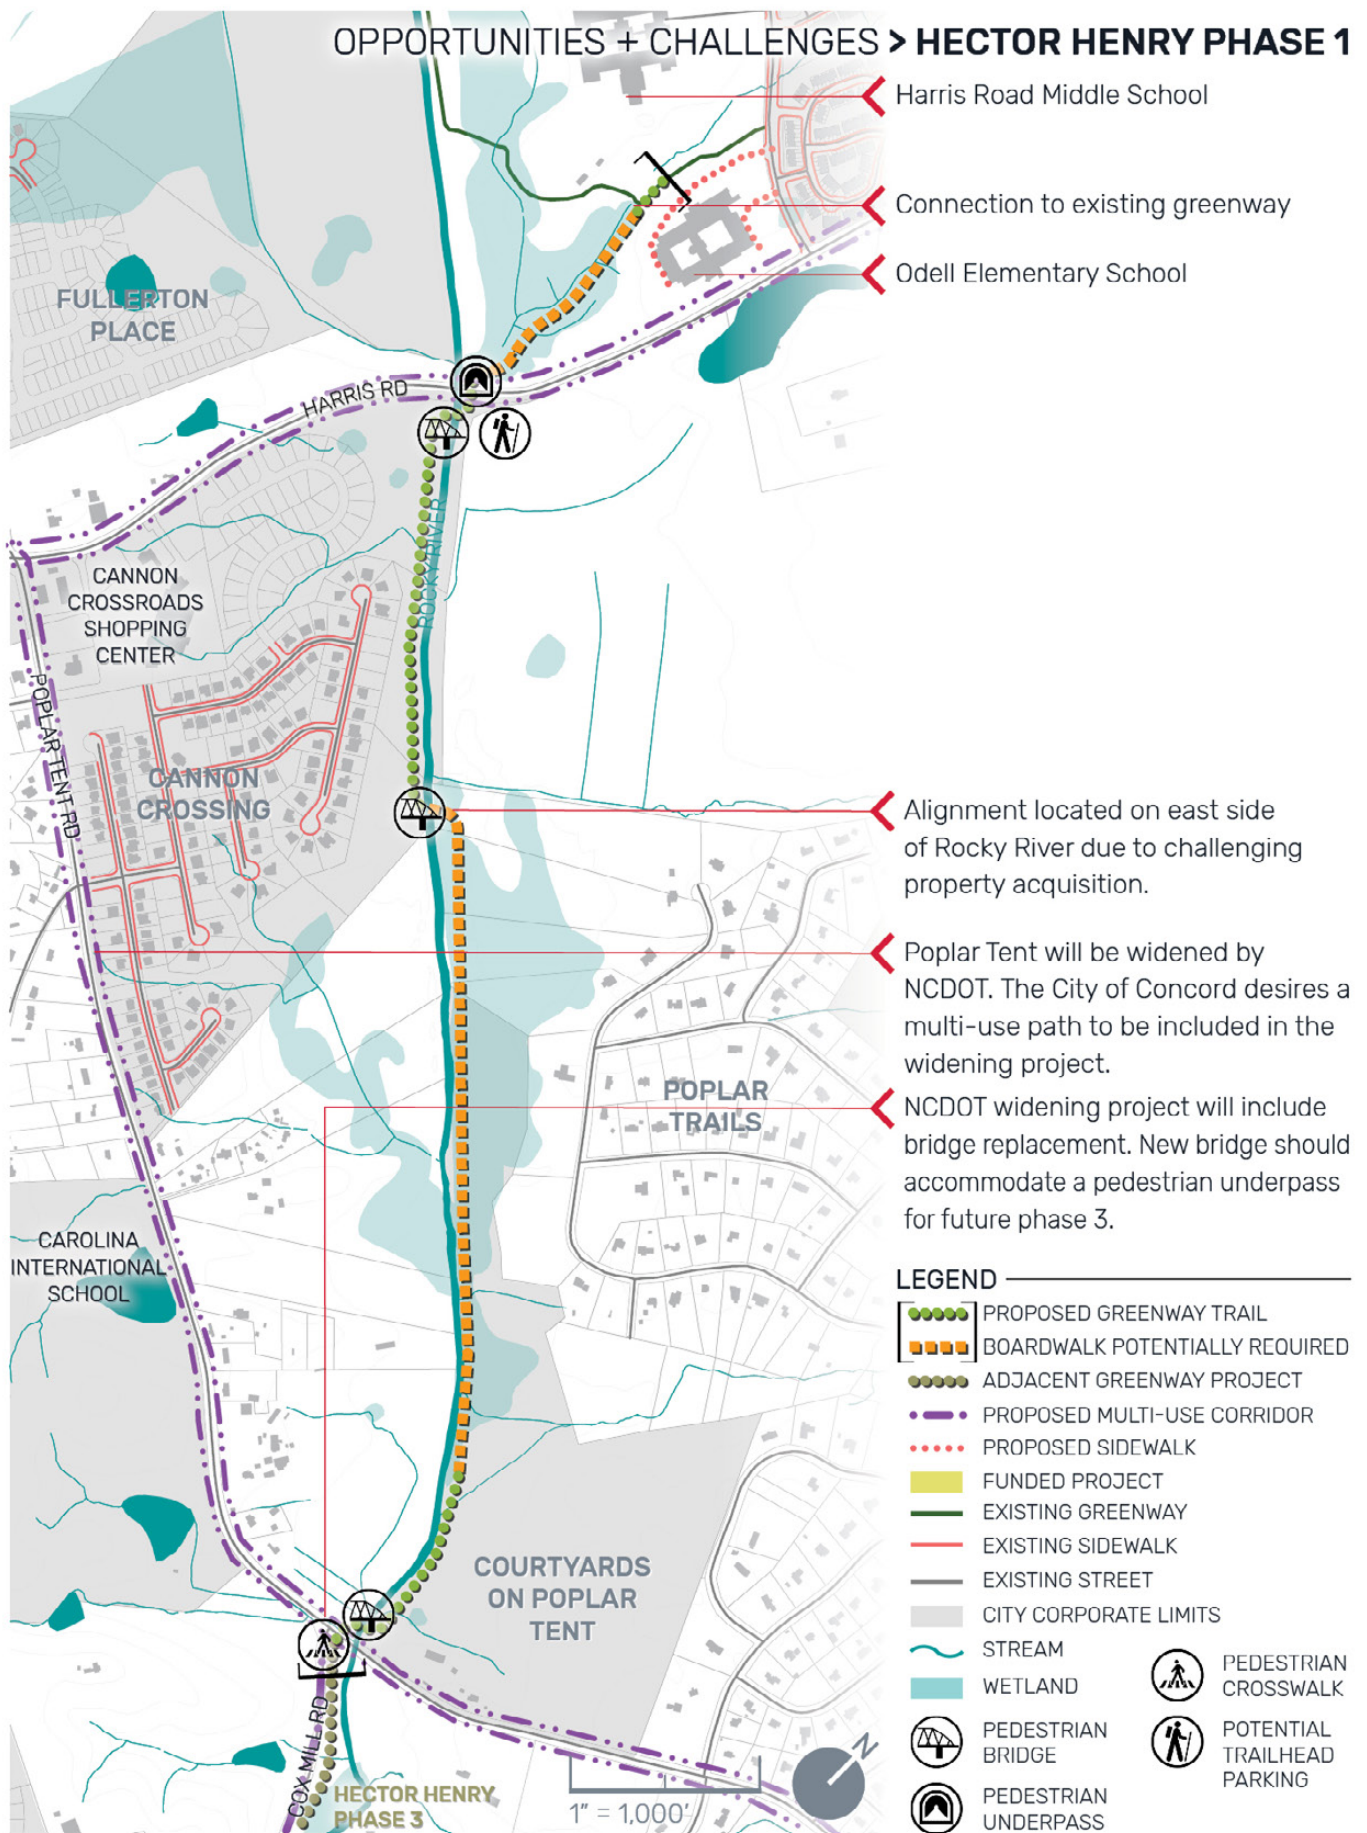 OPPORTUNITIES + CHALLENGES > HECTOR HENRY PHASE 1
Harris Road Middle School
Connection to existing greenway
Odell Elementary School
FULLERTON
PLACE
HARRIS RD
ROCKY RIVER
CANNON
CROSSROADS
SHOPPING
CENTER
POPLAR TENT RD
CANNON
CROSSING
Alignment located on east side
of Rocky River due to challenging
property acquisition.
Poplar Tent will be widened by
NCDOT. The City of Concord desires a
multi-use path to be included in the
widening project.
POPLAR
TRAILS
NCDOT widening project will include
bridge replacement. New bridge should
accommodate a pedestrian underpass
for future phase 3.
CAROLINA
INTERNATIONAL
SCHOOL
COURTYARDS
ON POPLAR
TENT
COX MILL RD
HECTOR HENRY
PHASE 3
1" = 1,000'
N
LEGEND
PROPOSED GREENWAY TRAIL
BOARDWALK POTENTIALLY REQUIRED
ADJACENT GREENWAY PROJECT
PROPOSED MULTI-USE CORRIDOR
PROPOSED SIDEWALK
FUNDED PROJECT
EXISTING GREENWAY
EXISTING SIDEWALK
EXISTING STREET
CITY CORPORATE LIMITS
STREAM
WETLAND
PEDESTRIAN
BRIDGE
PEDESTRIAN
UNDERPASS
PEDESTRIAN
CROSSWALK
POTENTIAL
TRAILHEAD
PARKING